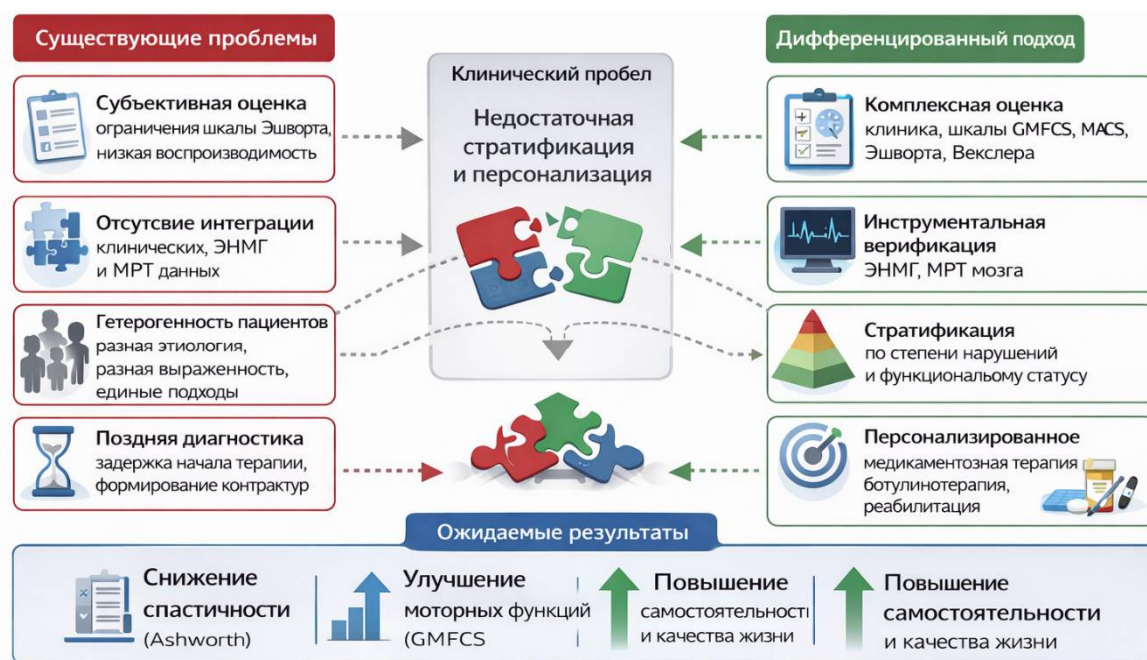 Существующие проблемы
Субъективная оценка
ограничения шкалы Эшворта,
низкая воспроизводимость
Отсутсвие интеграции
клинических, ЭНМГ
и МРТ данных
Гетерогенность пациентов
разная этиология,
разная выраженность,
единые подходы
Поздняя диагностика
задержка начала терапии,
формирование контрактур
Клинический пробел
Недостаточная
стратификация
и персонализация
Дифференцированный подход
Комплексная оценка
клиника, шкалы GMFCS, MACS,
Эшворта, Векслера
Инструментальная
верификация
ЭНМГ, МРТ мозга
Стратификация
по степени нарушений
и функциональому статусу
Персонализированное
медикаментозная терапия
ботулинотерапия,
реабилитация
Ожидаемые результаты
Снижение
спастичности
(Ashworth)
Улучшение
моторных функций
(GMFCS
Повышение
самостоятельності
и качества жизни
Повышение
самостоятельности
и качества жизни